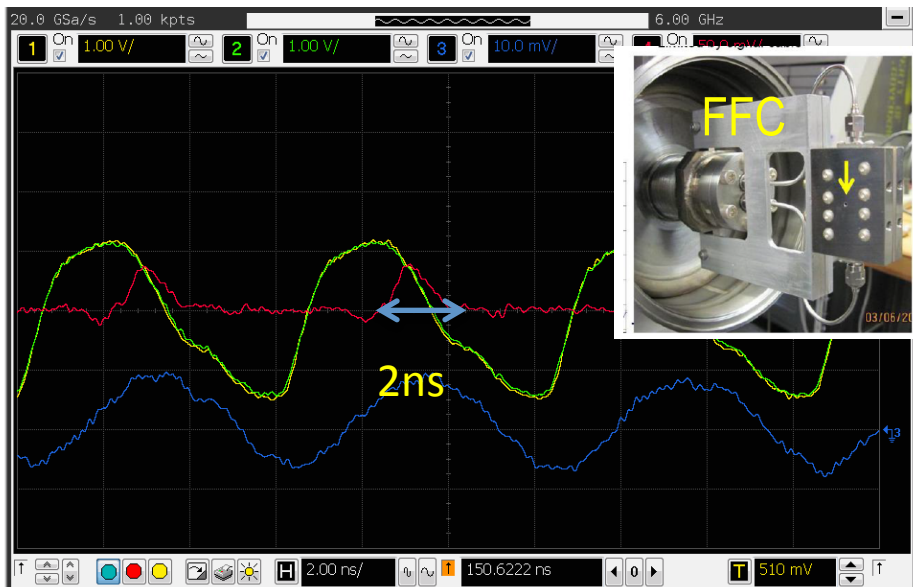 20.0 GSa/s 1.00 kpts 6.00 GHz
1 On 1.00 V/ 2 On 1.00 V/ 3 On 10.0 mV/ On
FFC
2ns
3
03/06/20
H 2.00 ns/ 150.6222 ns 0 T 510 mV